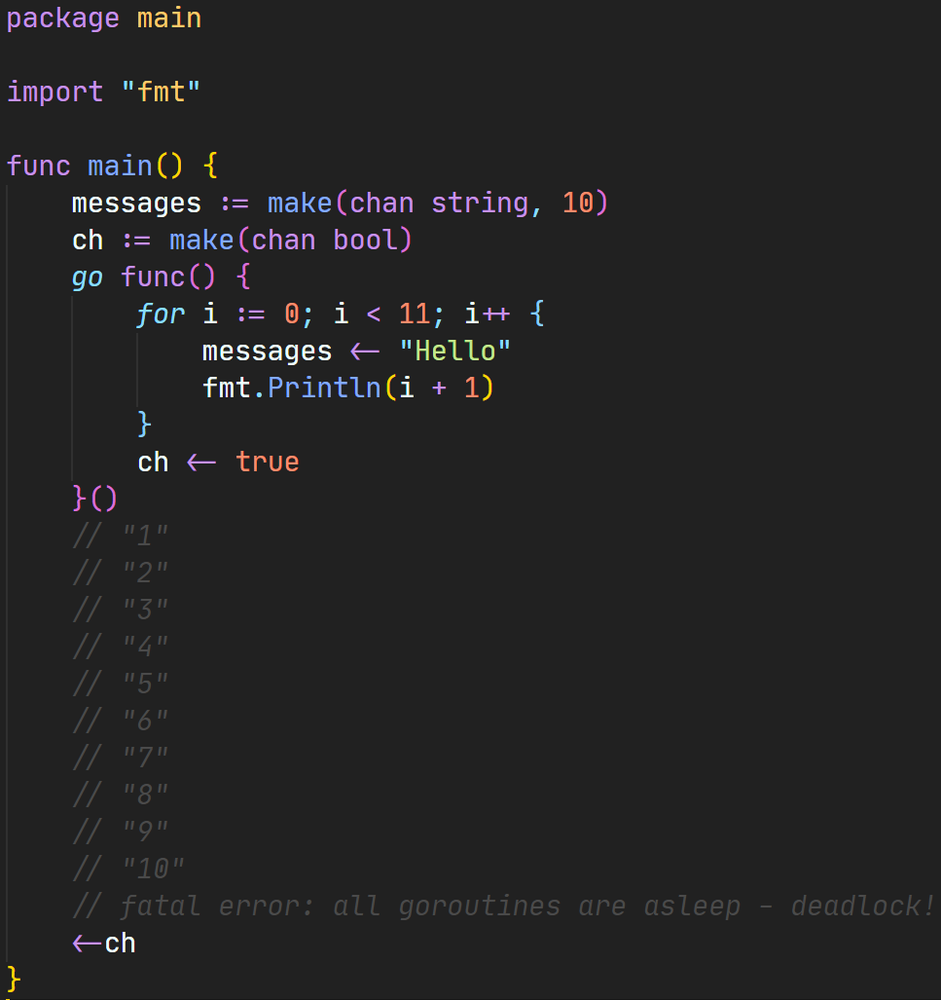 package main
import "fmt"
func main() {
messages := make(chan string, 10)
ch := make(chan bool)
go func() {
for i := 0; i < 11; i++ {
messages <- "Hello"
fmt.Println(i + 1)
}
ch <- true
}()
// "1"
// "2"
// "3"
// "4"
// "5"
// "6"
// "7"
// "8"
// "9"
// "10"
// fatal error: all goroutines are asleep - deadlock!
<-ch
}